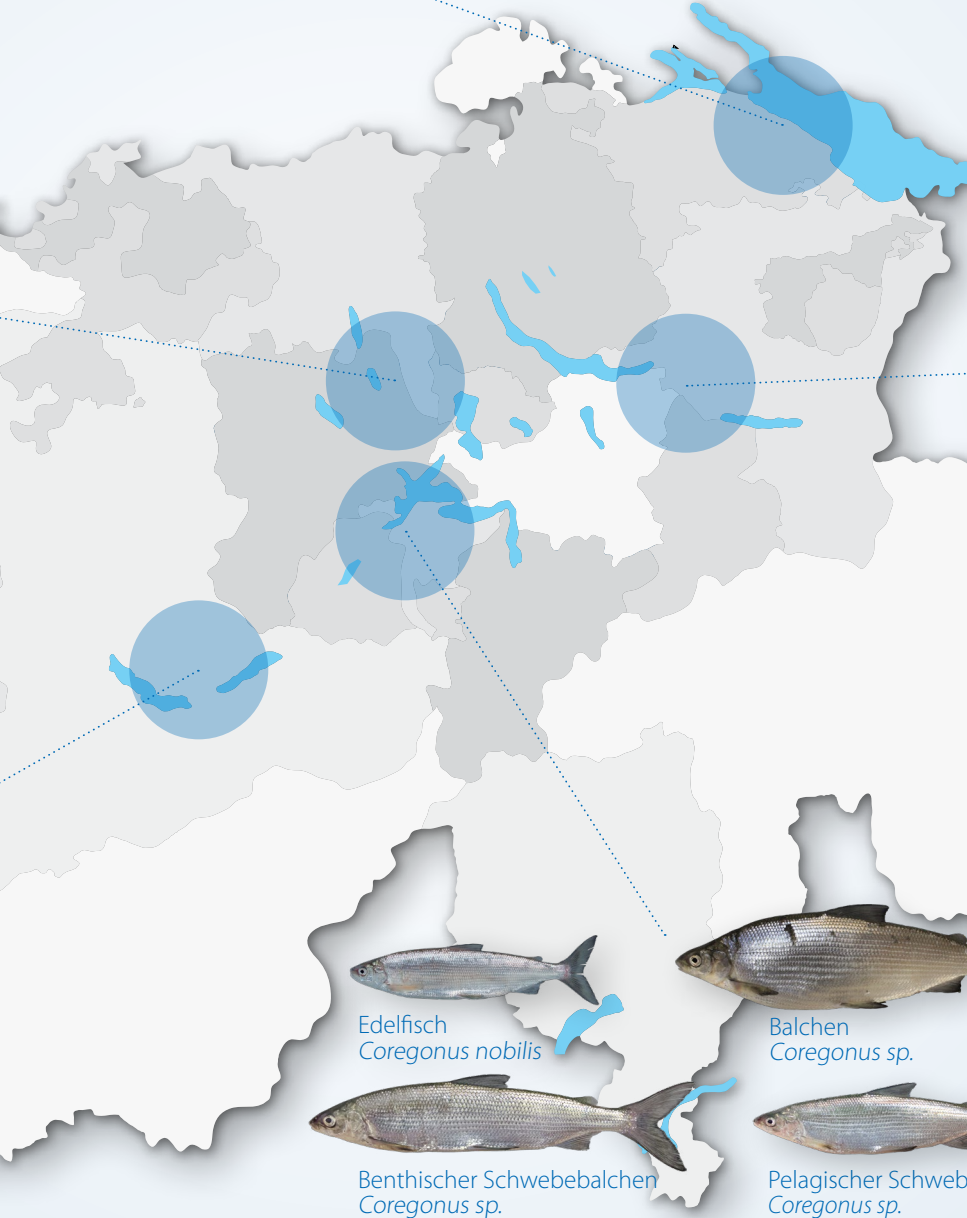 Edelfisch
Coregonus nobilis
Balchen
Coregonus sp.
Benthischer Schwebebalchen
Coregonus sp.
Pelagischer Schweb
Coregonus sp.